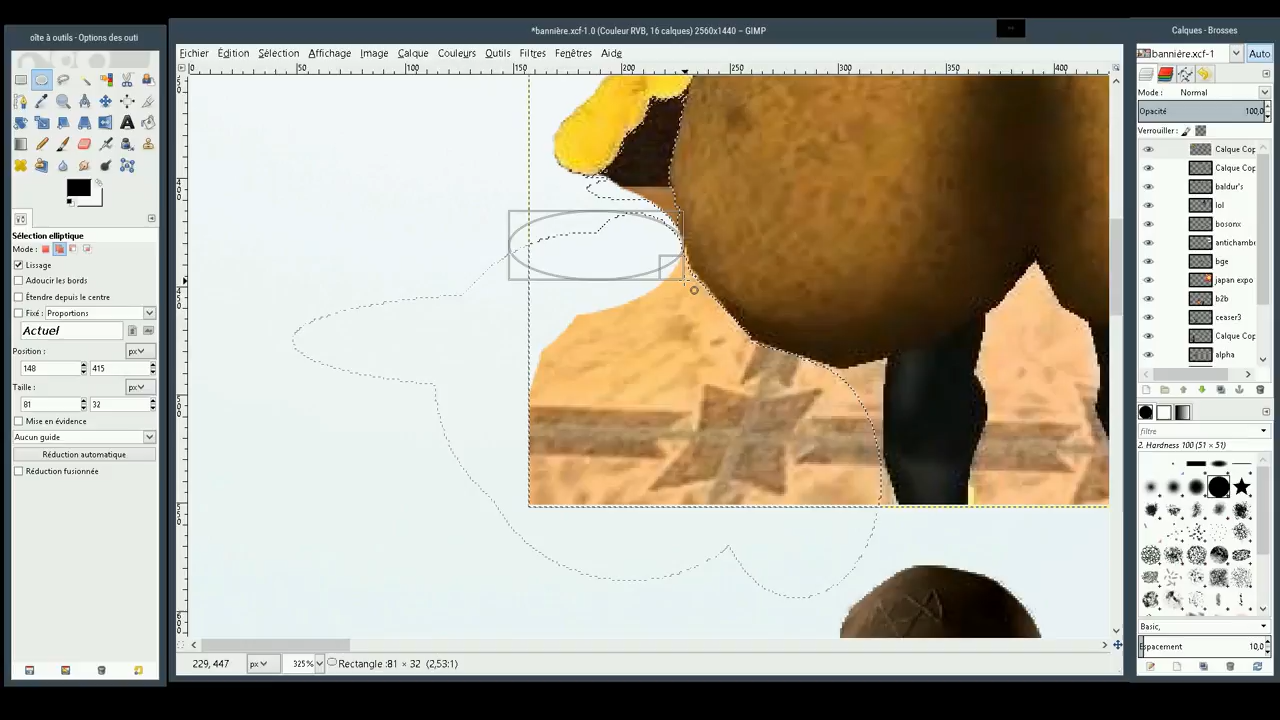 oîte à outils - Options des outi
*bannière.xcf-1.0 (Couleur RVB, 16 calques) 2560x1440 – GIMP
Calques - Brosses
Fichier Édition Sélection Affichage Image Calque Couleurs Outils Filtres Fenêtres Aide
bannière.xcf-1
Auto
0 50 100 150 200 250 300 350 400
Mode : Normal
Opacité 100,0
Verrouiller :
Calque Cop
Calque Cop
baldur's
lol
bosonx
antichambr
bge
japan expo
b2b
ceaser3
Calque Cop
alpha
Sélection elliptique
Mode :
Lissage
Adoucir les bords
Étendre depuis le centre
Fixé : Proportions
Actuel
Position : px
148 415
Taille : px
81 32
Mise en évidence
Aucun guide
Réduction automatique
Réduction fusionnée
filtre
2. Hardness 100 (51 × 51)
Basic,
Espacement 10,0
229, 447 px 325% Rectangle :81 × 32 (2,53:1)